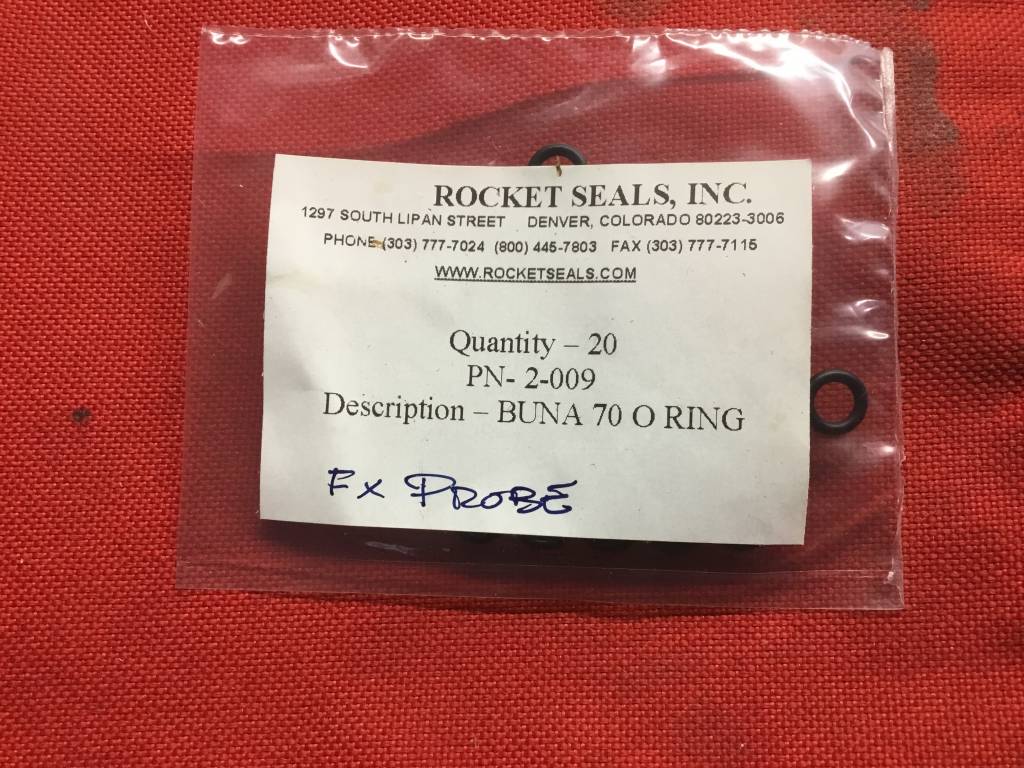 ROCKET SEALS, INC.
1297 SOUTH LIPAN STREET DENVER, COLORADO 80223-3006
PHONE (303) 777-7024 (800) 445-7803 FAX (303) 777-7115
WWW.ROCKETSEALS.COM
Quantity – 20
PN- 2-009
Description – BUNA 70 O RING
FX PROBE